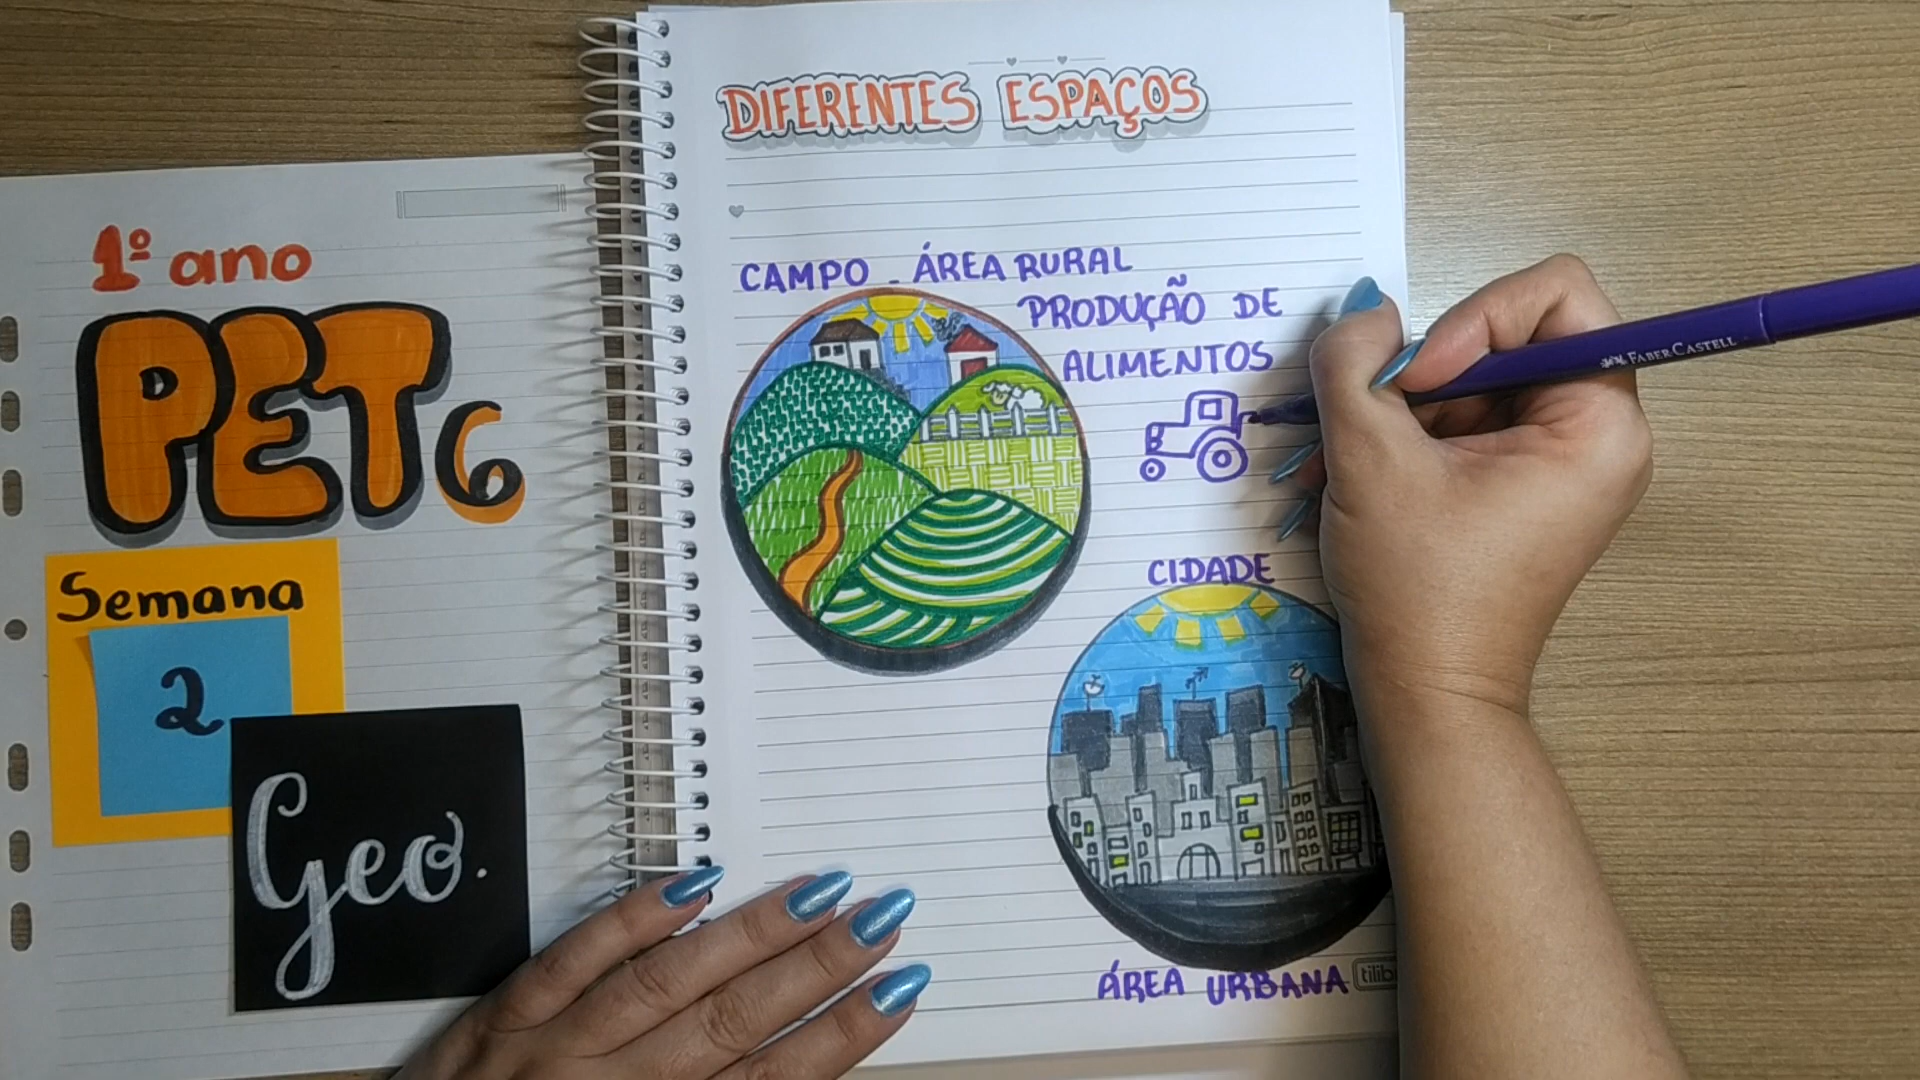 1º ano
PET 6
Semana
2
Geo.
DIFERENTES ESPAÇOS
CAMPO - ÁREA RURAL
PRODUÇÃO DE
ALIMENTOS
CIDADE
ÁREA URBANA
FABER CASTELL